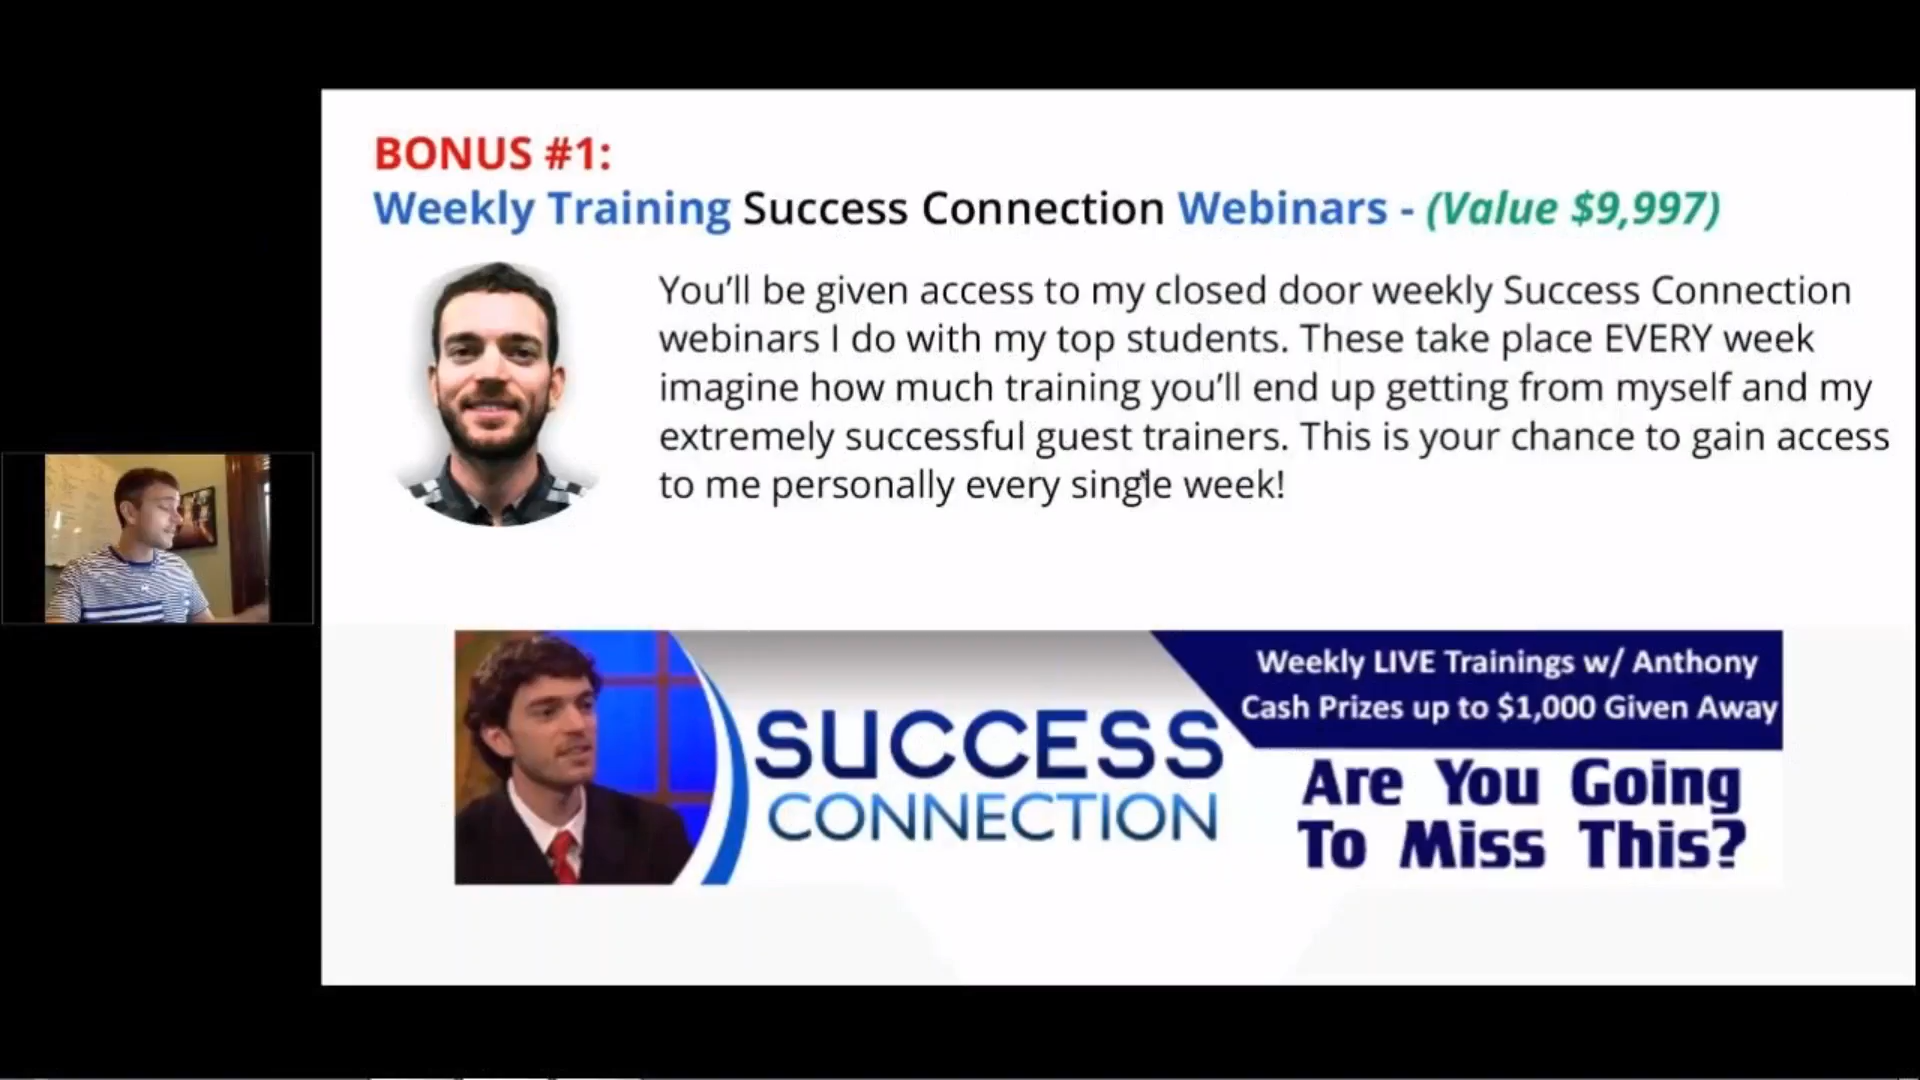 BONUS #1:
Weekly Training Success Connection Webinars - (Value $9,997)
You'll be given access to my closed door weekly Success Connection
webinars I do with my top students. These take place EVERY week
imagine how much training you'll end up getting from myself and my
extremely successful guest trainers. This is your chance to gain access
to me personally every single week!
SUCCESS
CONNECTION
Weekly LIVE Trainings w/ Anthony
Cash Prizes up to $1,000 Given Away
Are You Going
To Miss This?